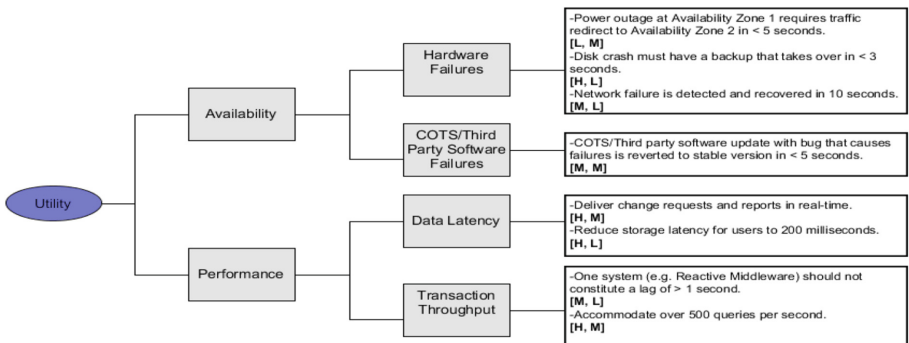 Utility
Availability
Performance
Hardware
Failures
COTS/Third
Party Software
Failures
Data Latency
Transaction
Throughput
-Power outage at Availability Zone 1 requires traffic
redirect to Availability Zone 2 in < 5 seconds.
[L, M]
-Disk crash must have a backup that takes over in < 3
seconds.
[H, L]
-Network failure is detected and recovered in 10 seconds.
[M, L]
-COTS/Third party software update with bug that causes
failures is reverted to stable version in < 5 seconds.
[M, M]
-Deliver change requests and reports in real-time.
[H, M]
-Reduce storage latency for users to 200 milliseconds.
[H, L]
-One system (e.g. Reactive Middleware) should not
constitute a lag of > 1 second.
[M, L]
-Accommodate over 500 queries per second.
[H, M]